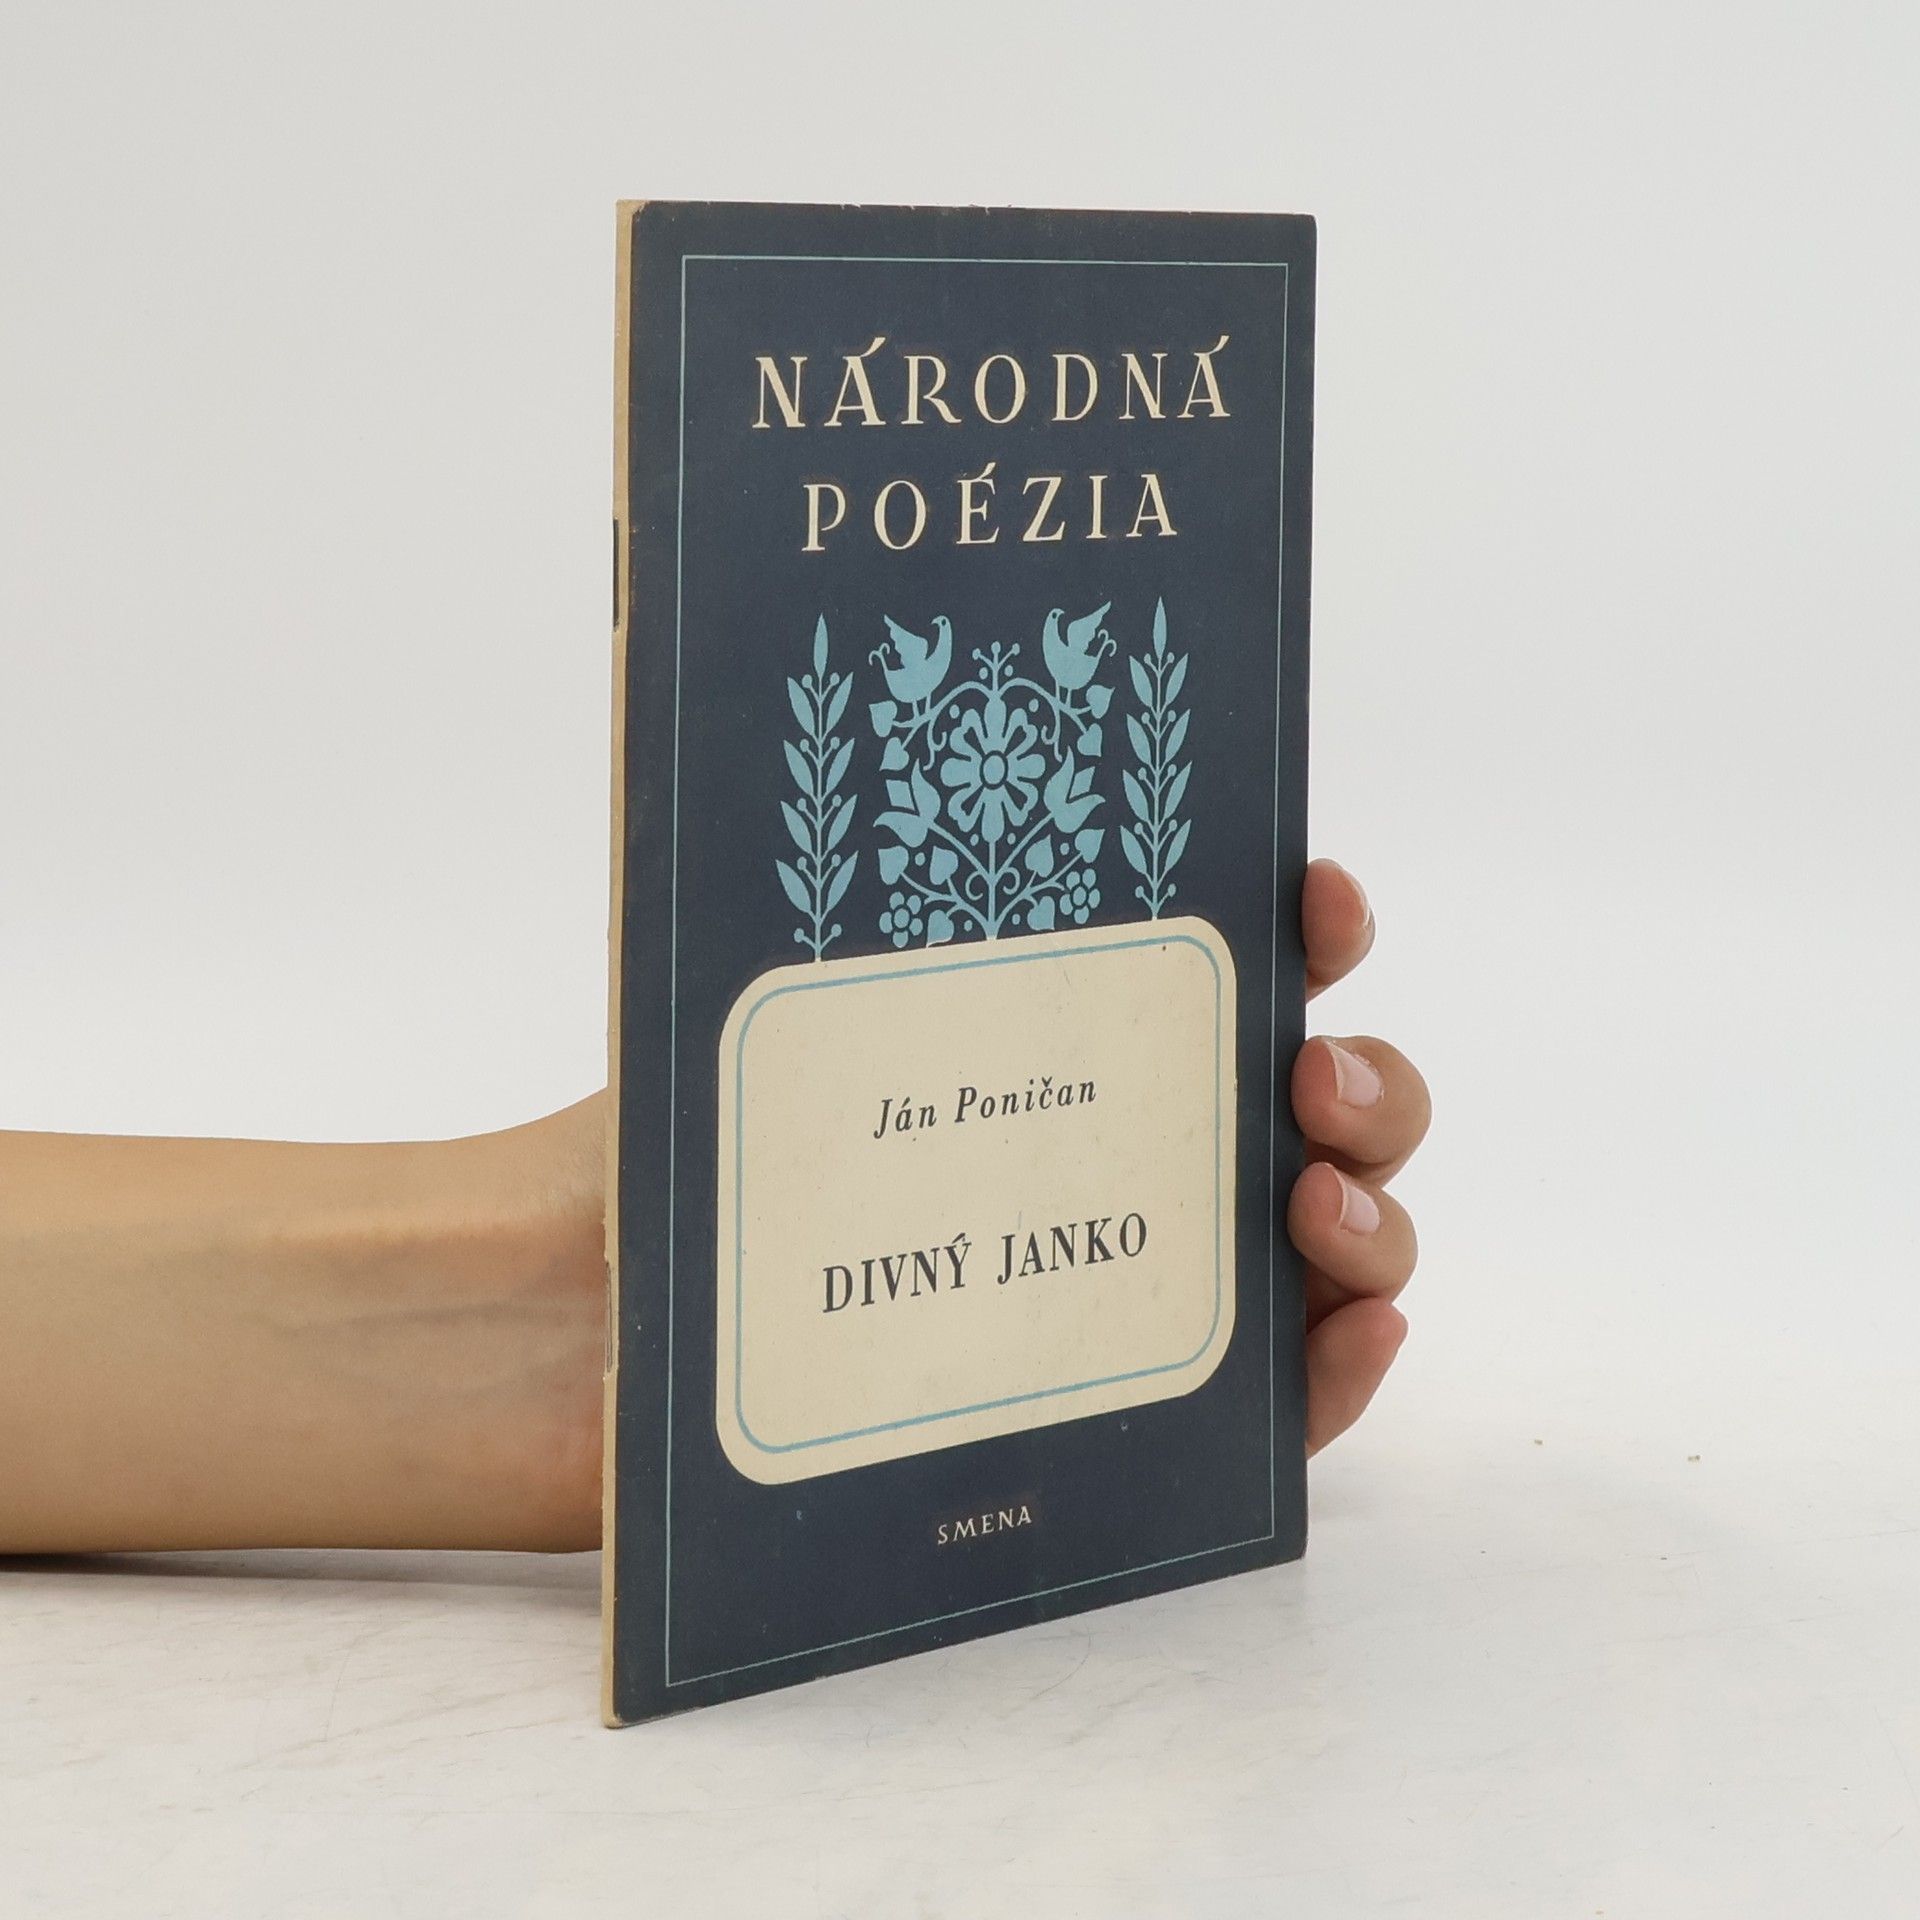 NÁRODNÁ
POÉZIA
Ján Poničan
DIVNÝ JANKO
SMENA